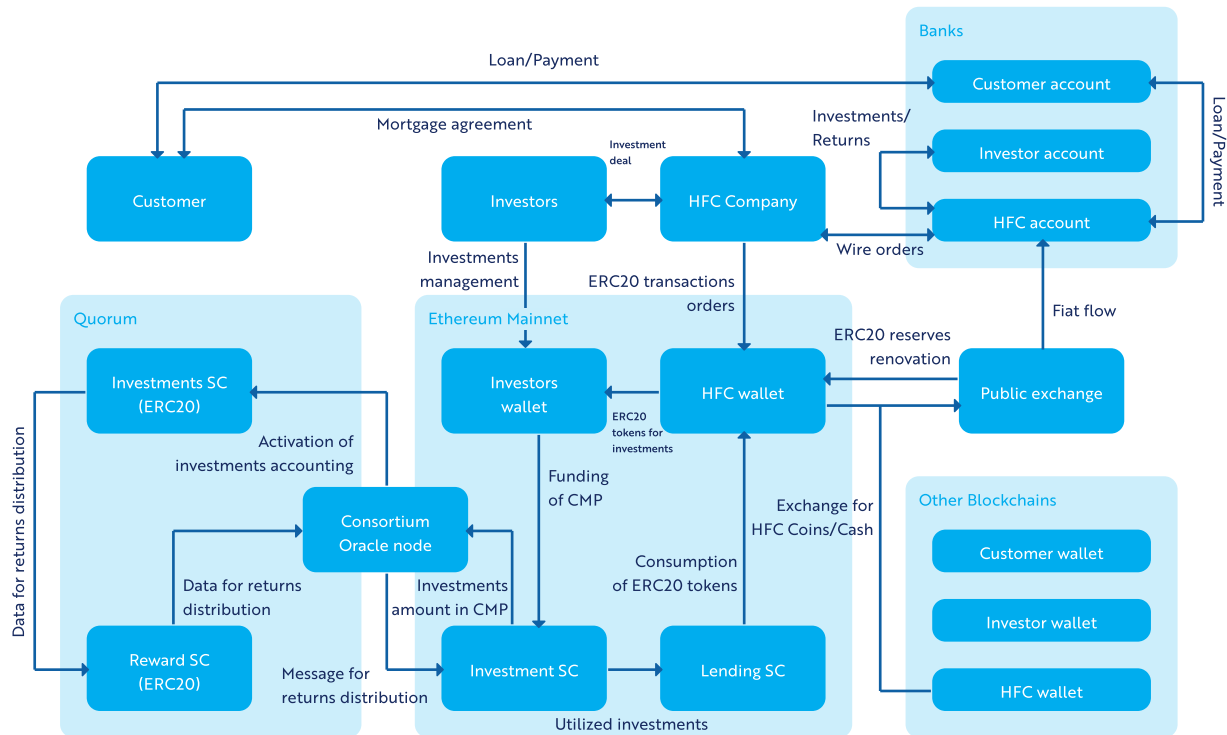 Banks
Loan/Payment
Customer account
Mortgage agreement
Investments/
Returns
Loan/Payment
Investment
deal
Investor account
Customer
Investors
HFC Company
HFC account
Wire orders
Investments
management
ERC20 transactions
orders
Fiat flow
Quorum
Ethereum Mainnet
ERC20 reserves
renovation
Investments SC
(ERC20)
Investors
wallet
HFC wallet
Public exchange
ERC20
tokens for
investments
Activation of
investments accounting
Data for returns distribution
Funding
of CMP
Exchange for
HFC Coins/Cash
Other Blockchains
Consortium
Oracle node
Customer wallet
Data for returns
distribution
Investments
amount in CMP
Consumption
of ERC20 tokens
Investor wallet
Reward SC
(ERC20)
Message for
returns distribution
Investment SC
Lending SC
HFC wallet
Utilized investments